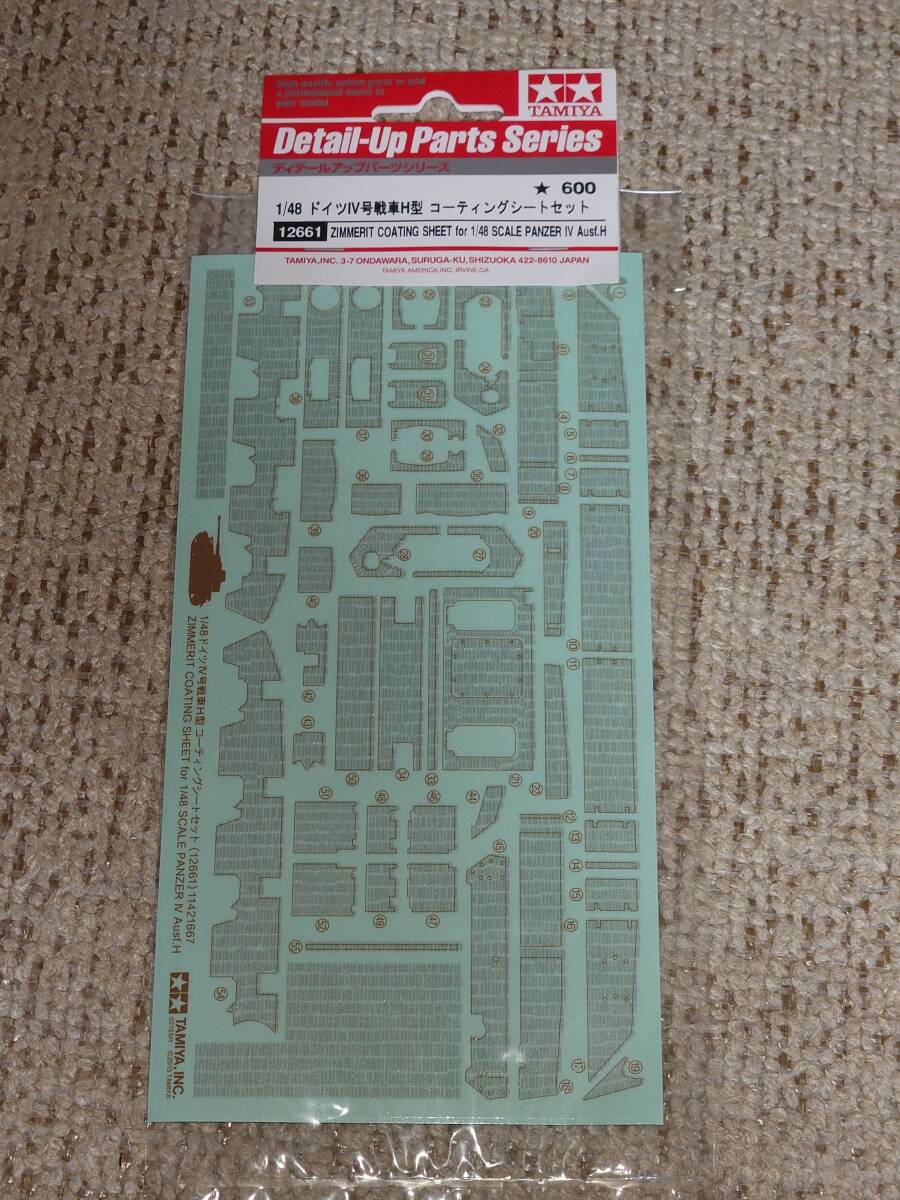 High quality option parts to add
a professional touch to
your model
TAMIYA
Detail-Up Parts Series
ディテールアップパーツシリーズ
★ 600
1/48 ドイツIV号戦車H型 コーティングシートセット
12661 ZIMMERIT COATING SHEET for 1/48 SCALE PANZER IV Ausf.H
TAMIYA,INC. 3-7 ONDAWARA, SURUGA-KU, SHIZUOKA 422-8610 JAPAN
TAMIYA AMERICA, INC. IRVINE, CA
1/48 ドイツIV号戦車H型 コーティングシートセット (12661) 11421667
ZIMMERIT COATING SHEET for 1/48 SCALE PANZER IV Ausf.H
TAMIYA, INC.
©2015 TAMIYA